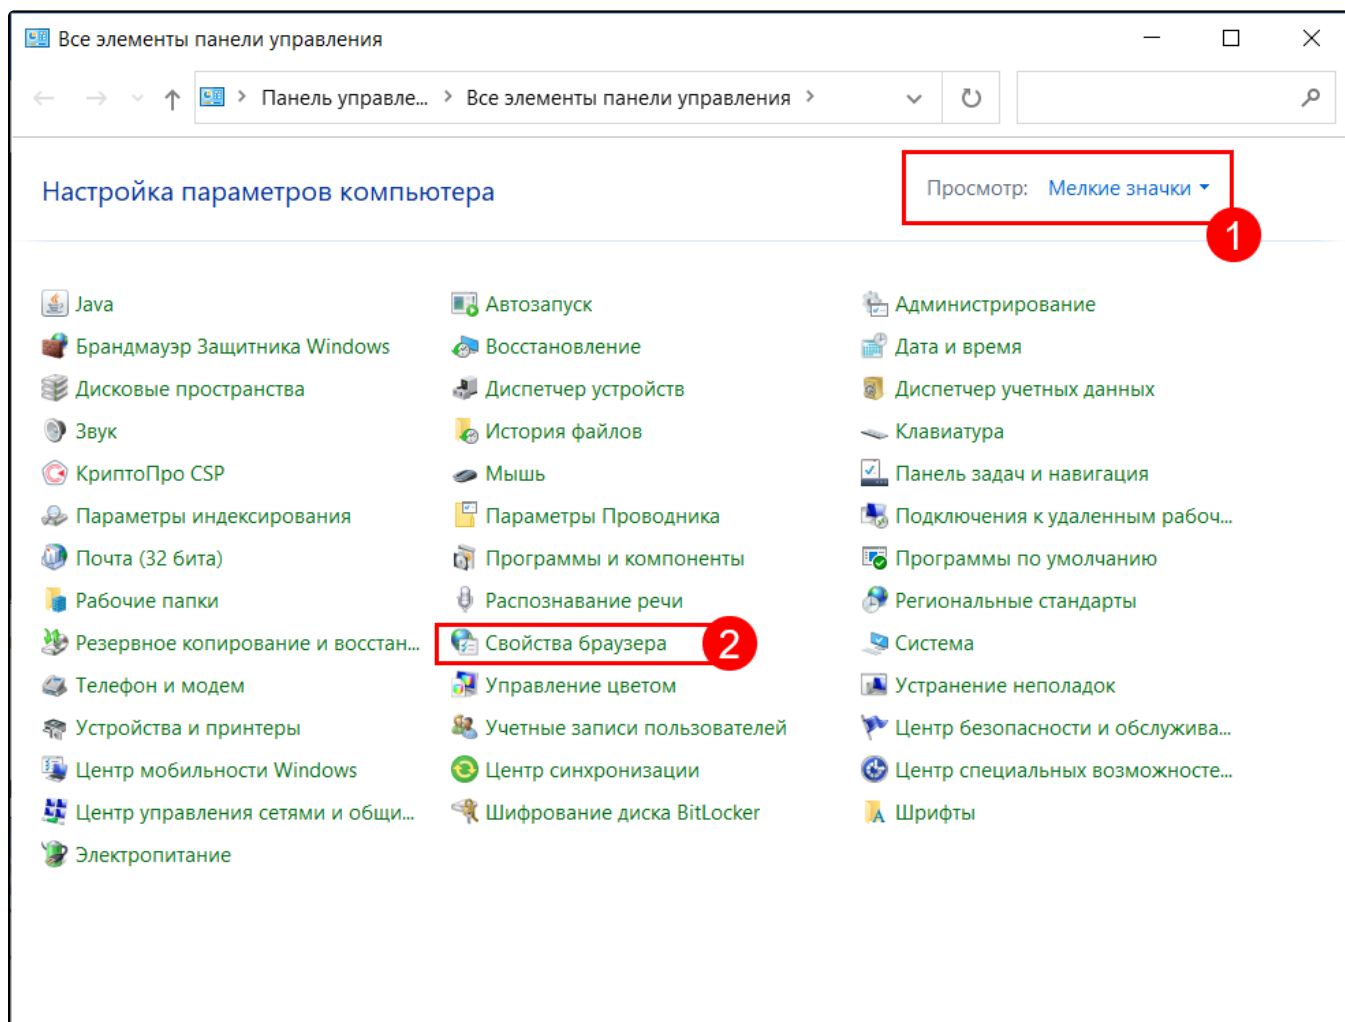 Все элементы панели управления
Панель управле... > Все элементы панели управления >
Настройка параметров компьютера
Просмотр: Мелкие значки
1
Java
Автозапуск
Администрирование
Брандмауэр Защитника Windows
Восстановление
Дата и время
Дисковые пространства
Диспетчер устройств
Диспетчер учетных данных
Звук
История файлов
Клавиатура
КриптоПро CSP
Мышь
Панель задач и навигация
Параметры индексирования
Параметры Проводника
Подключения к удаленным рабоч...
Почта (32 бита)
Программы и компоненты
Программы по умолчанию
Рабочие папки
Распознавание речи
Региональные стандарты
Резервное копирование и восстан...
Свойства браузера
2
Система
Телефон и модем
Управление цветом
Устранение неполадок
Устройства и принтеры
Учетные записи пользователей
Центр безопасности и обслужива...
Центр мобильности Windows
Центр синхронизации
Центр специальных возможносте...
Центр управления сетями и общи...
Шифрование диска BitLocker
Шрифты
Электропитание